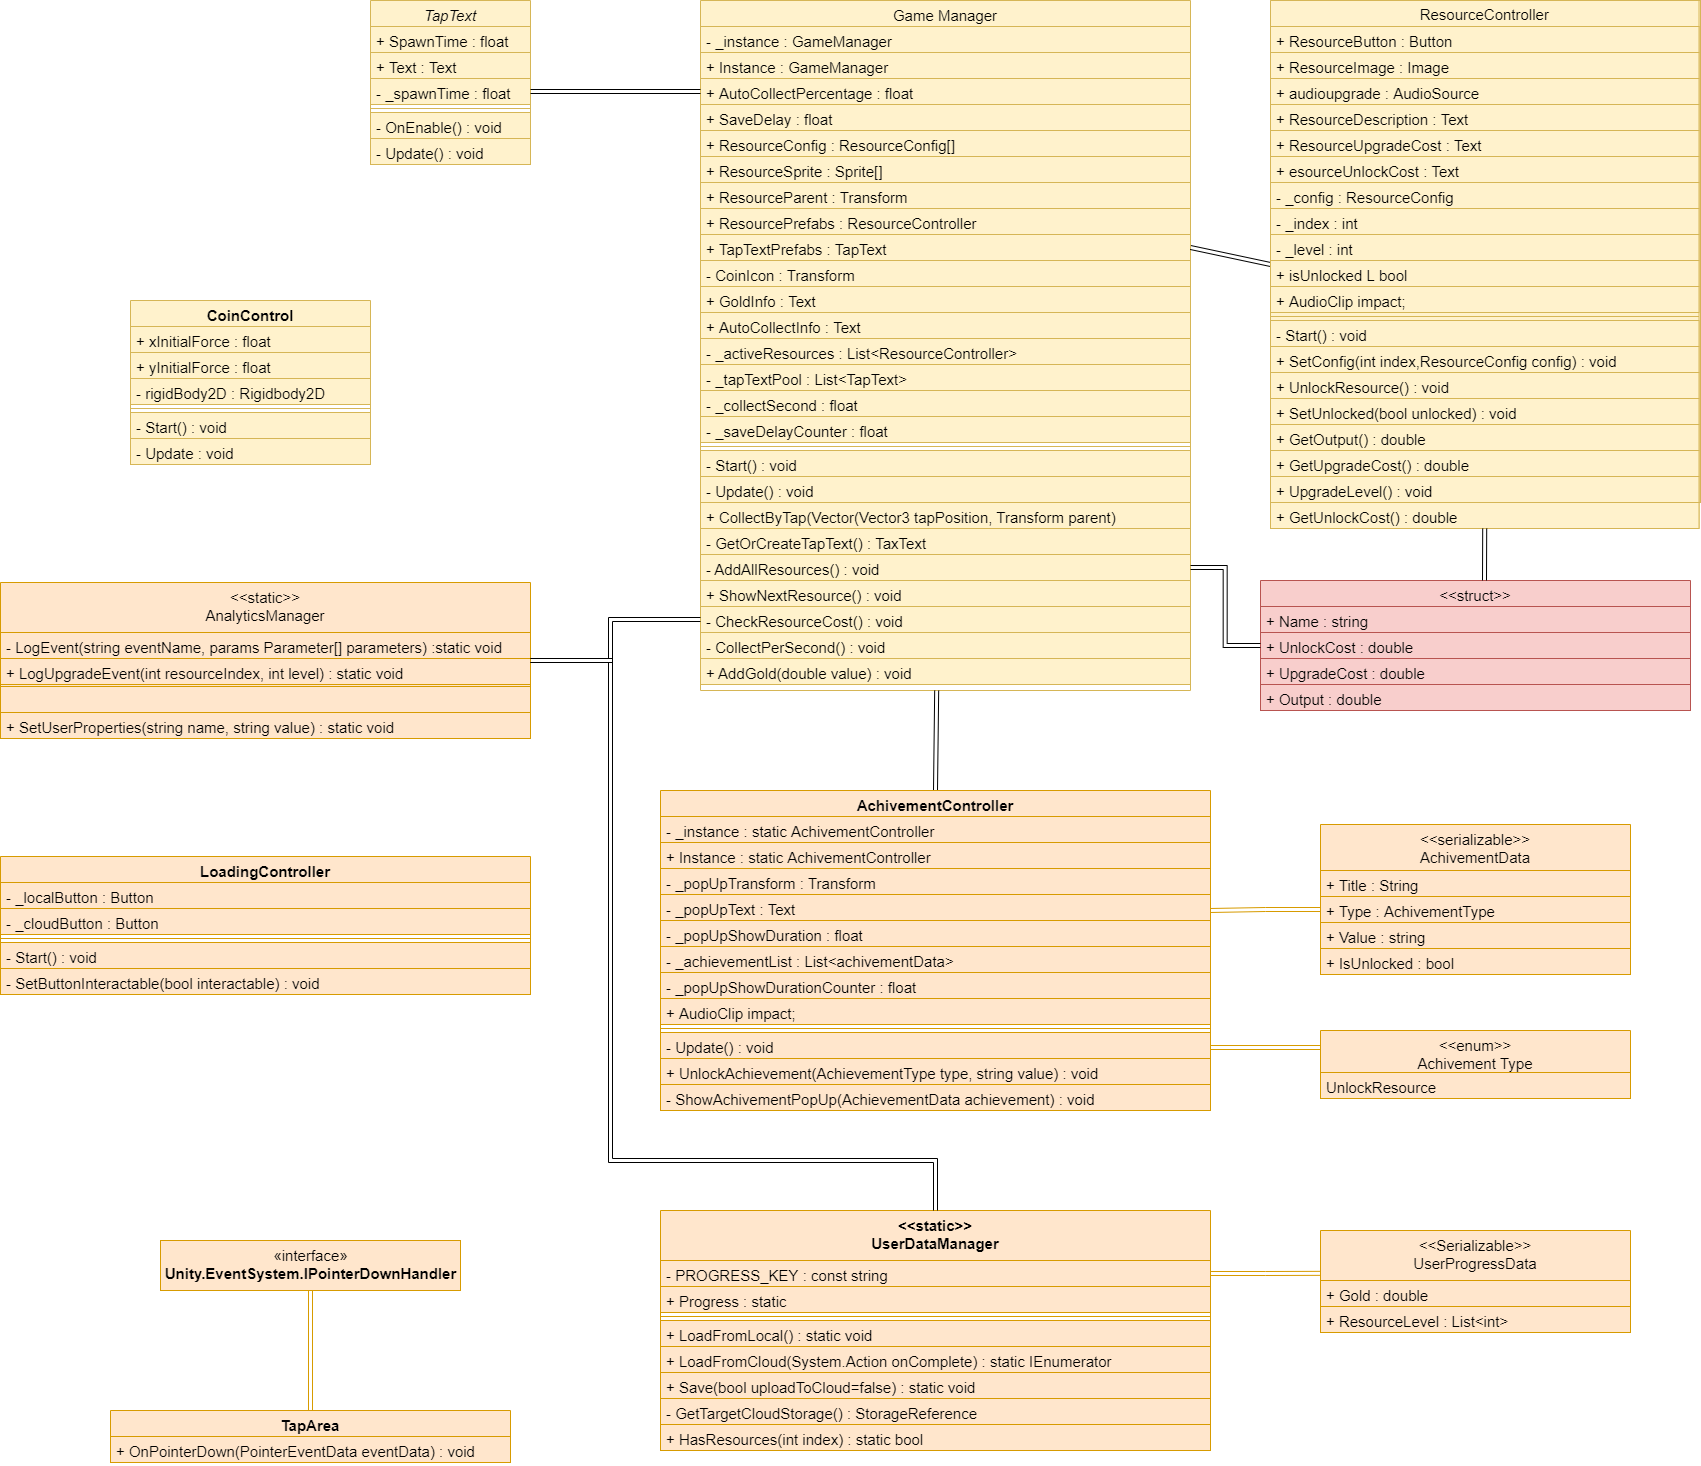 TapText
+ SpawnTime : float
+ Text : Text
- _spawnTime : float
- OnEnable() : void
- Update() : void
Game Manager
- _instance : GameManager
+ Instance : GameManager
+ AutoCollectPercentage : float
+ SaveDelay : float
+ ResourceConfig : ResourceConfig[]
+ ResourceSprite : Sprite[]
+ ResourceParent : Transform
+ ResourcePrefabs : ResourceController
+ TapTextPrefabs : TapText
- CoinIcon : Transform
+ GoldInfo : Text
+ AutoCollectInfo : Text
- _activeResources : List<ResourceController>
- _tapTextPool : List<TapText>
- _collectSecond : float
- _saveDelayCounter : float
- Start() : void
- Update() : void
+ CollectByTap(Vector(Vector3 tapPosition, Transform parent)
- GetOrCreateTapText() : TaxText
- AddAllResources() : void
+ ShowNextResource() : void
- CheckResourceCost() : void
- CollectPerSecond() : void
+ AddGold(double value) : void
ResourceController
+ ResourceButton : Button
+ ResourceImage : Image
+ audioupgrade : AudioSource
+ ResourceDescription : Text
+ ResourceUpgradeCost : Text
+ esourceUnlockCost : Text
- _config : ResourceConfig
- _index : int
- _level : int
+ isUnlocked L bool
+ AudioClip impact;
- Start() : void
+ SetConfig(int index,ResourceConfig config) : void
+ UnlockResource() : void
+ SetUnlocked(bool unlocked) : void
+ GetOutput() : double
+ GetUpgradeCost() : double
+ UpgradeLevel() : void
+ GetUnlockCost() : double
CoinControl
+ xInitialForce : float
+ yInitialForce : float
- rigidBody2D : Rigidbody2D
- Start() : void
- Update : void
<<static>>
AnalyticsManager
- LogEvent(string eventName, params Parameter[] parameters) :static void
+ LogUpgradeEvent(int resourceIndex, int level) : static void
+ SetUserProperties(string name, string value) : static void
<<struct>>
+ Name : string
+ UnlockCost : double
+ UpgradeCost : double
+ Output : double
AchivementController
- _instance : static AchivementController
+ Instance : static AchivementController
- _popUpTransform : Transform
- _popUpText : Text
- _popUpShowDuration : float
- _achievementList : List<achivementData>
- _popUpShowDurationCounter : float
+ AudioClip impact;
- Update() : void
+ UnlockAchievement(AchievementType type, string value) : void
- ShowAchivementPopUp(AchievementData achievement) : void
<<serializable>>
AchivementData
+ Title : String
+ Type : AchivementType
+ Value : string
+ IsUnlocked : bool
LoadingController
- _localButton : Button
- _cloudButton : Button
- Start() : void
- SetButtonInteractable(bool interactable) : void
<<enum>>
Achivement Type
UnlockResource
<<static>>
UserDataManager
- PROGRESS_KEY : const string
+ Progress : static
+ LoadFromLocal() : static void
+ LoadFromCloud(System.Action onComplete) : static IEnumerator
+ Save(bool uploadToCloud=false) : static void
- GetTargetCloudStorage() : StorageReference
+ HasResources(int index) : static bool
<<Serializable>>
UserProgressData
+ Gold : double
+ ResourceLevel : List<int>
«interface»
Unity.EventSystem.IPointerDownHandler
TapArea
+ OnPointerDown(PointerEventData eventData) : void